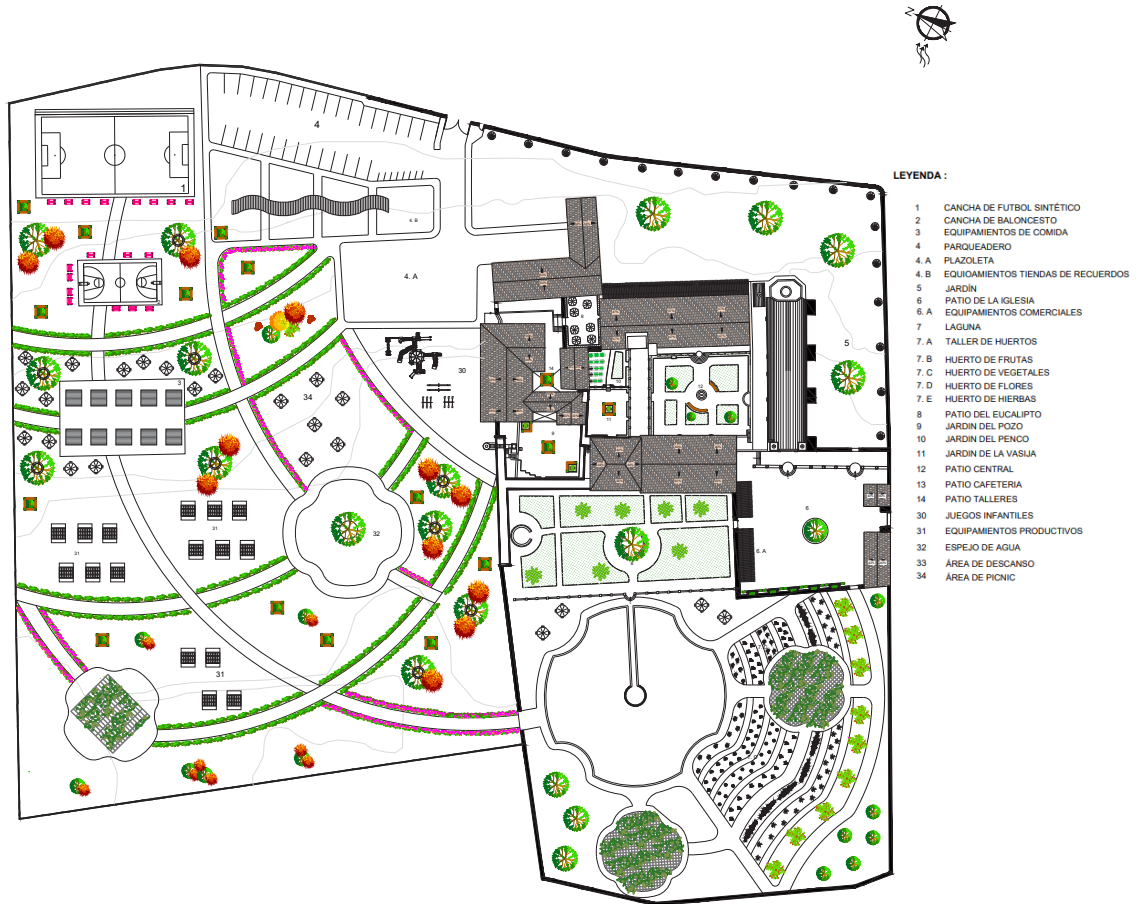 N
4
1
4. B
4. A
5
30
3
34
14
10
12
11
9
31
31
32
6
6. A
31
LEYENDA :
1 CANCHA DE FUTBOL SINTÉTICO
2 CANCHA DE BALONCESTO
3 EQUIPAMIENTOS DE COMIDA
4 PARQUEADERO
4. A PLAZOLETA
4. B EQUIOAMIENTOS TIENDAS DE RECUERDOS
5 JARDÍN
6 PATIO DE LA IGLESIA
6. A EQUIPAMIENTOS COMERCIALES
7 LAGUNA
7. A TALLER DE HUERTOS
7. B HUERTO DE FRUTAS
7. C HUERTO DE VEGETALES
7. D HUERTO DE FLORES
7. E HUERTO DE HIERBAS
8 PATIO DEL EUCALIPTO
9 JARDIN DEL POZO
10 JARDIN DEL PENCO
11 JARDIN DE LA VASIJA
12 PATIO CENTRAL
13 PATIO CAFETERIA
14 PATIO TALLERES
30 JUEGOS INFANTILES
31 EQUIPAMIENTOS PRODUCTIVOS
32 ESPEJO DE AGUA
33 ÁREA DE DESCANSO
34 ÁREA DE PICNIC